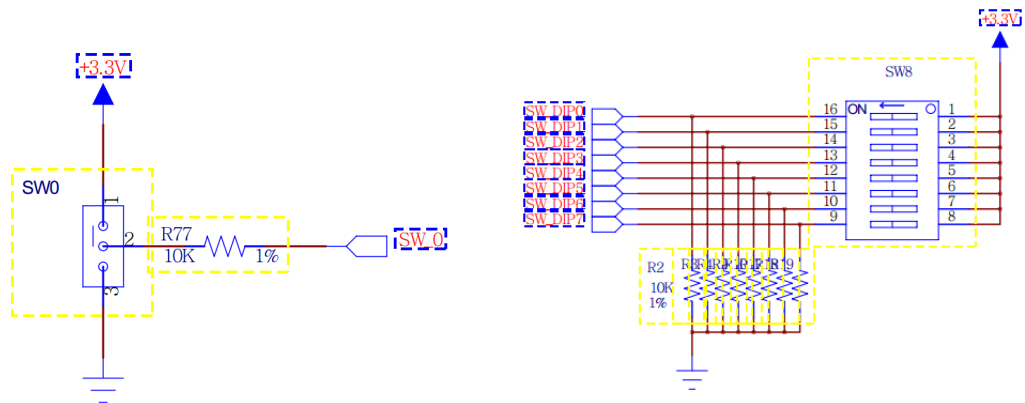 +3.3V
SW0
1
2
3
R77
10K
1%
SW_0
+3.3V
SW8
SW_DIP0
SW_DIP1
SW_DIP2
SW_DIP3
SW_DIP4
SW_DIP5
SW_DIP6
SW_DIP7
16
15
14
13
12
11
10
9
ON
1
2
3
4
5
6
7
8
R2
10K
1%